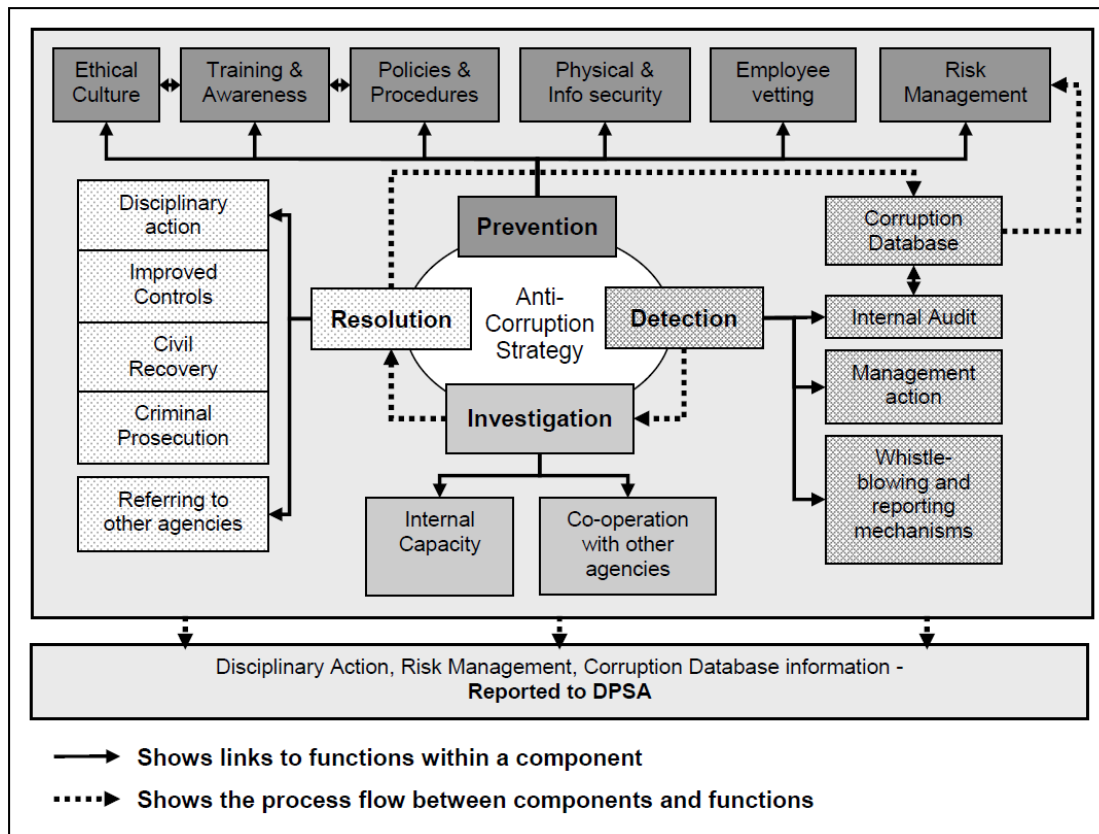 Ethical
Culture
Training &
Awareness
Policies &
Procedures
Physical &
Info security
Employee
vetting
Risk
Management
Disciplinary
action
Improved
Controls
Civil
Recovery
Criminal
Prosecution
Referring to
other agencies
Prevention
Resolution
Anti-
Corruption
Strategy
Detection
Investigation
Internal
Capacity
Co-operation
with other
agencies
Corruption
Database
Internal Audit
Management
action
Whistle-
blowing and
reporting
mechanisms
Disciplinary Action, Risk Management, Corruption Database information -
Reported to DPSA
Shows links to functions within a component
Shows the process flow between components and functions